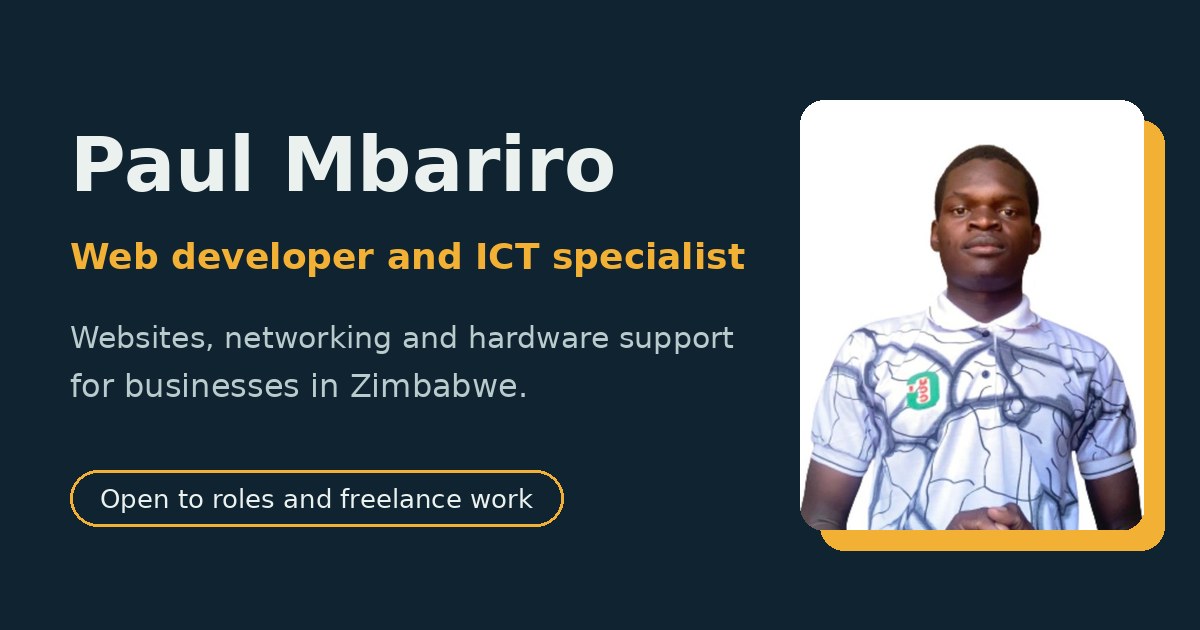 Paul Mbariro
Web developer and ICT specialist
Websites, networking and hardware support
for businesses in Zimbabwe.
Open to roles and freelance work